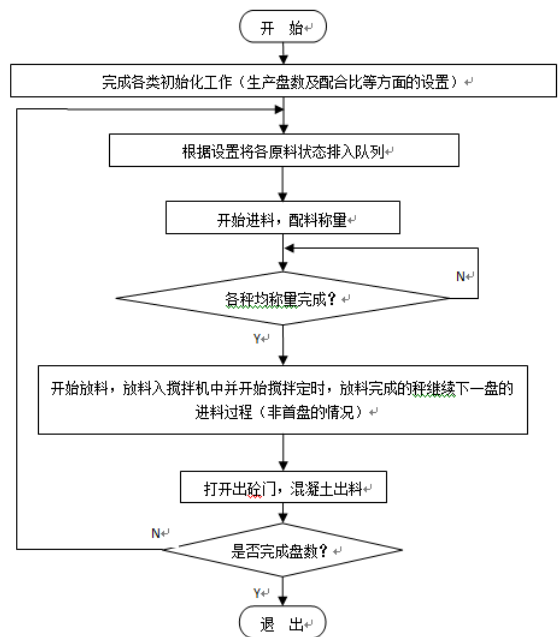 开 始
完成各类初始化工作（生产盘数及配合比等方面的设置）
根据设置将各原料状态排入队列
开始进料，配料称量
N
各秤均称量完成？
Y
开始放料，放料入搅拌机中并开始搅拌定时，放料完成的秤继续下一盘的
进料过程（非首盘的情况）
打开出砼门，混凝土出料
N
是否完成盘数？
Y
退 出